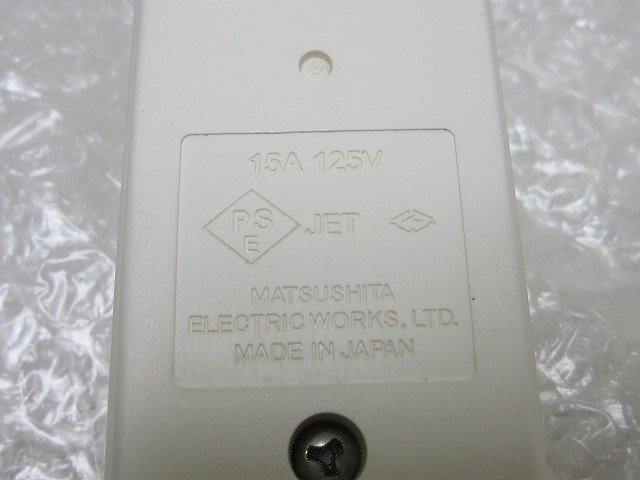 15A 125V
PSE JET
MATSUSHITA
ELECTRIC WORKS, LTD.
MADE IN JAPAN